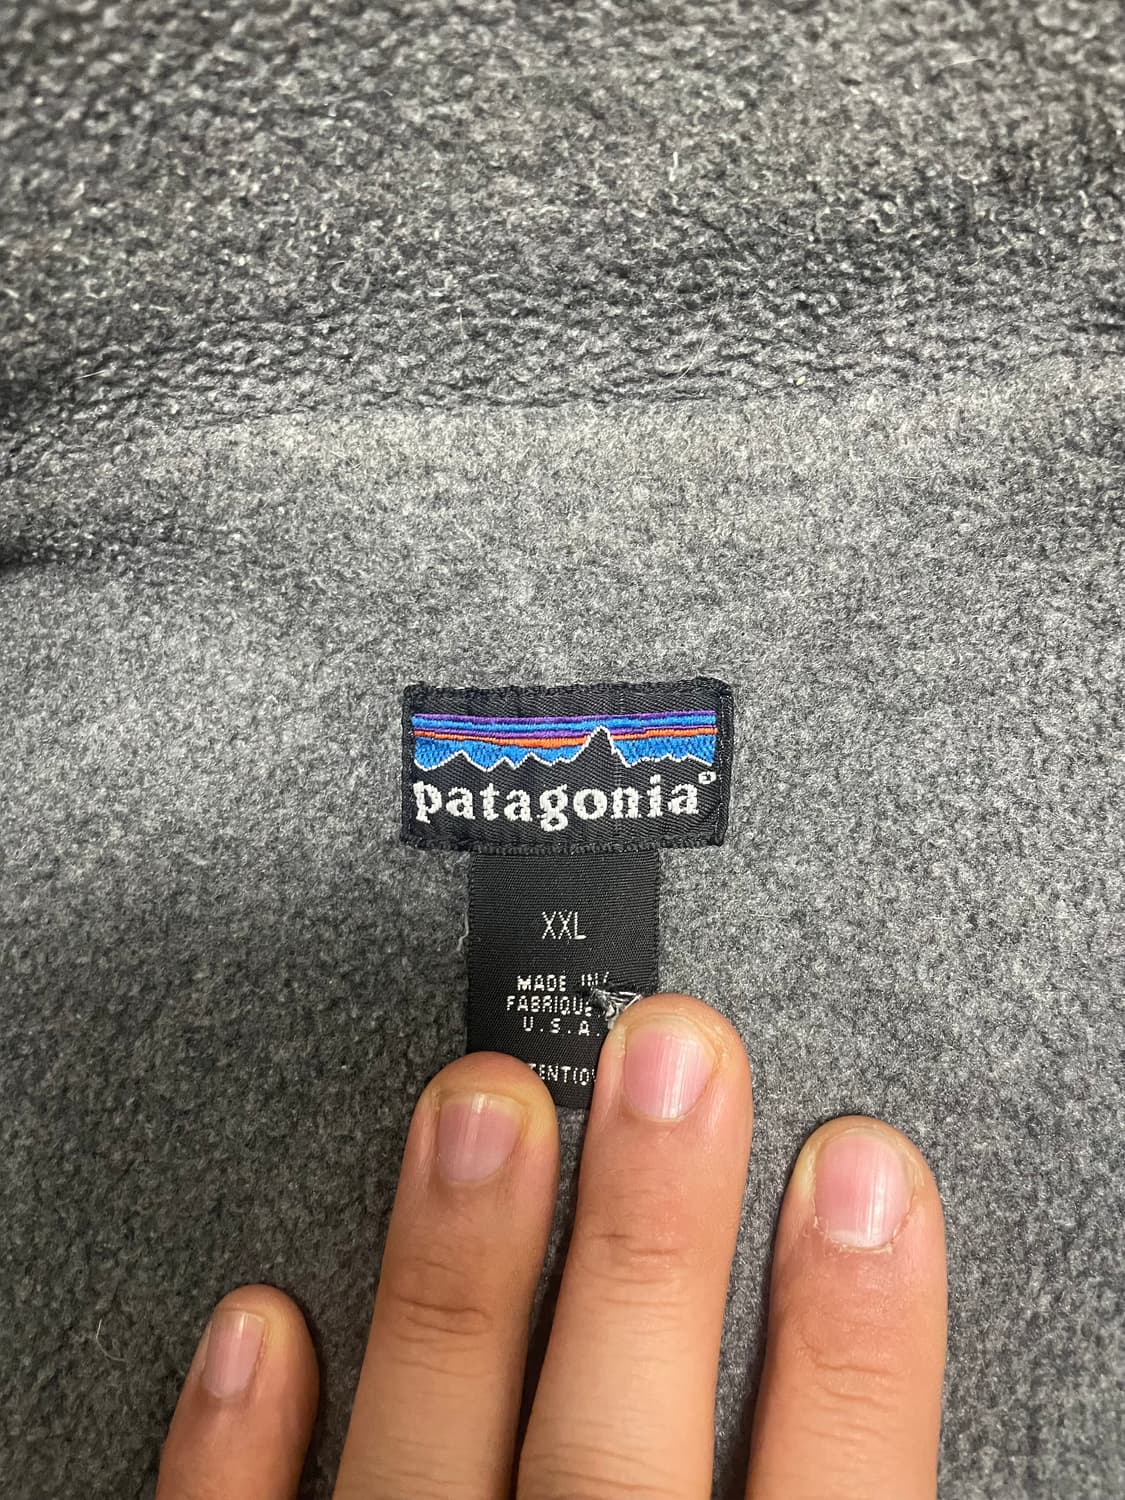 patagonia®
XXL
MADE IN/
FABRIQUE
U.S.A.